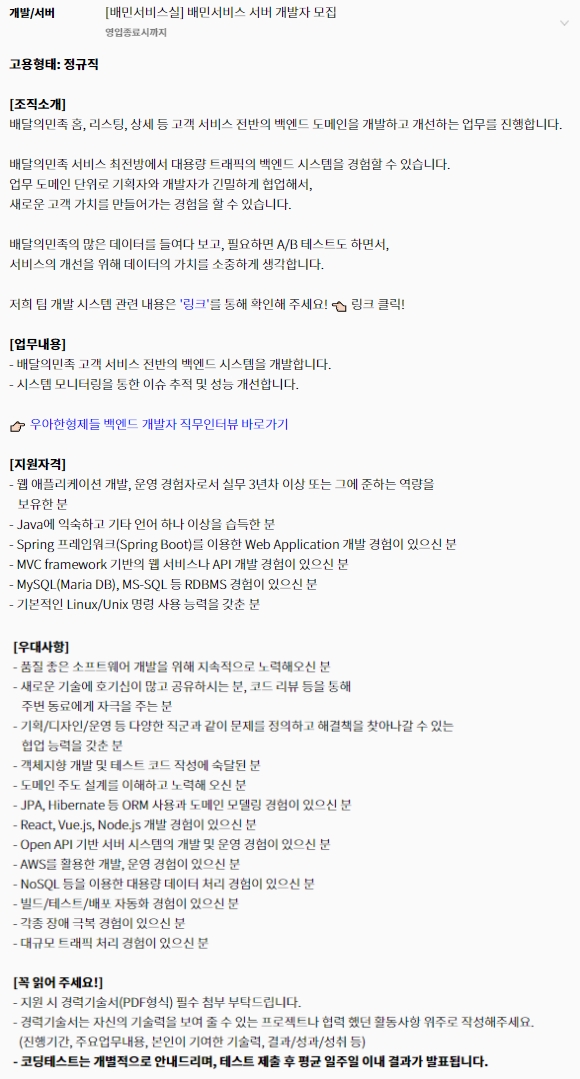 개발/서버 [배민서비스실] 배민서비스 서버 개발자 모집
영입종료시까지
고용형태: 정규직
[조직소개]
배달의민족 홈, 리스팅, 상세 등 고객 서비스 전반의 백엔드 도메인을 개발하고 개선하는 업무를 진행합니다.
배달의민족 서비스 최전방에서 대용량 트래픽의 백엔드 시스템을 경험할 수 있습니다.
업무 도메인 단위로 기획자와 개발자가 긴밀하게 협업해서,
새로운 고객 가치를 만들어가는 경험을 할 수 있습니다.
배달의민족의 많은 데이터를 들여다 보고, 필요하면 A/B 테스트도 하면서,
서비스의 개선을 위해 데이터의 가치를 소중하게 생각합니다.
저희 팀 개발 시스템 관련 내용은 '링크'를 통해 확인해 주세요! 👈 링크 클릭!
[업무내용]
- 배달의민족 고객 서비스 전반의 백엔드 시스템을 개발합니다.
- 시스템 모니터링을 통한 이슈 추적 및 성능 개선합니다.
👉 우아한형제들 백엔드 개발자 직무인터뷰 바로가기
[지원자격]
- 웹 애플리케이션 개발, 운영 경험자로서 실무 3년차 이상 또는 그에 준하는 역량을
보유한 분
- Java에 익숙하고 기타 언어 하나 이상을 습득한 분
- Spring 프레임워크(Spring Boot)를 이용한 Web Application 개발 경험이 있으신 분
- MVC framework 기반의 웹 서비스나 API 개발 경험이 있으신 분
- MySQL(Maria DB), MS-SQL 등 RDBMS 경험이 있으신 분
- 기본적인 Linux/Unix 명령 사용 능력을 갖춘 분
[우대사항]
- 품질 좋은 소프트웨어 개발을 위해 지속적으로 노력해오신 분
- 새로운 기술에 호기심이 많고 공유하시는 분, 코드 리뷰 등을 통해
주변 동료에게 자극을 주는 분
- 기획/디자인/운영 등 다양한 직군과 같이 문제를 정의하고 해결책을 찾아나갈 수 있는
협업 능력을 갖춘 분
- 객체지향 개발 및 테스트 코드 작성에 숙달된 분
- 도메인 주도 설계를 이해하고 노력해 오신 분
- JPA, Hibernate 등 ORM 사용과 도메인 모델링 경험이 있으신 분
- React, Vue.js, Node.js 개발 경험이 있으신 분
- Open API 기반 서버 시스템의 개발 및 운영 경험이 있으신 분
- AWS를 활용한 개발, 운영 경험이 있으신 분
- NoSQL 등을 이용한 대용량 데이터 처리 경험이 있으신 분
- 빌드/테스트/배포 자동화 경험이 있으신 분
- 각종 장애 극복 경험이 있으신 분
- 대규모 트래픽 처리 경험이 있으신 분
[꼭 읽어 주세요!]
- 지원 시 경력기술서(PDF형식) 필수 첨부 부탁드립니다.
- 경력기술서는 자신의 기술력을 보여 줄 수 있는 프로젝트나 협력 했던 활동사항 위주로 작성해주세요.
(진행기간, 주요업무내용, 본인이 기여한 기술력, 결과/성과/성취 등)
- 코딩테스트는 개별적으로 안내드리며, 테스트 제출 후 평균 일주일 이내 결과가 발표됩니다.